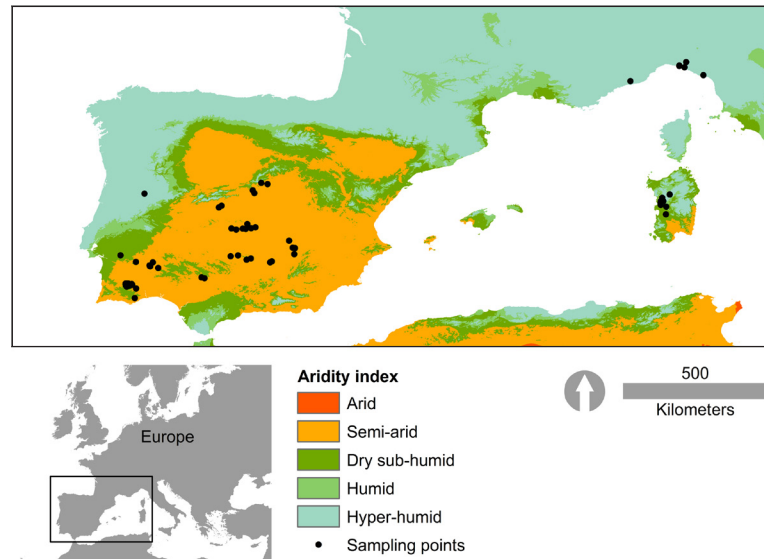 Aridity index
Arid
Semi-arid
Dry sub-humid
Humid
Hyper-humid
Sampling points
500
Kilometers
Europe